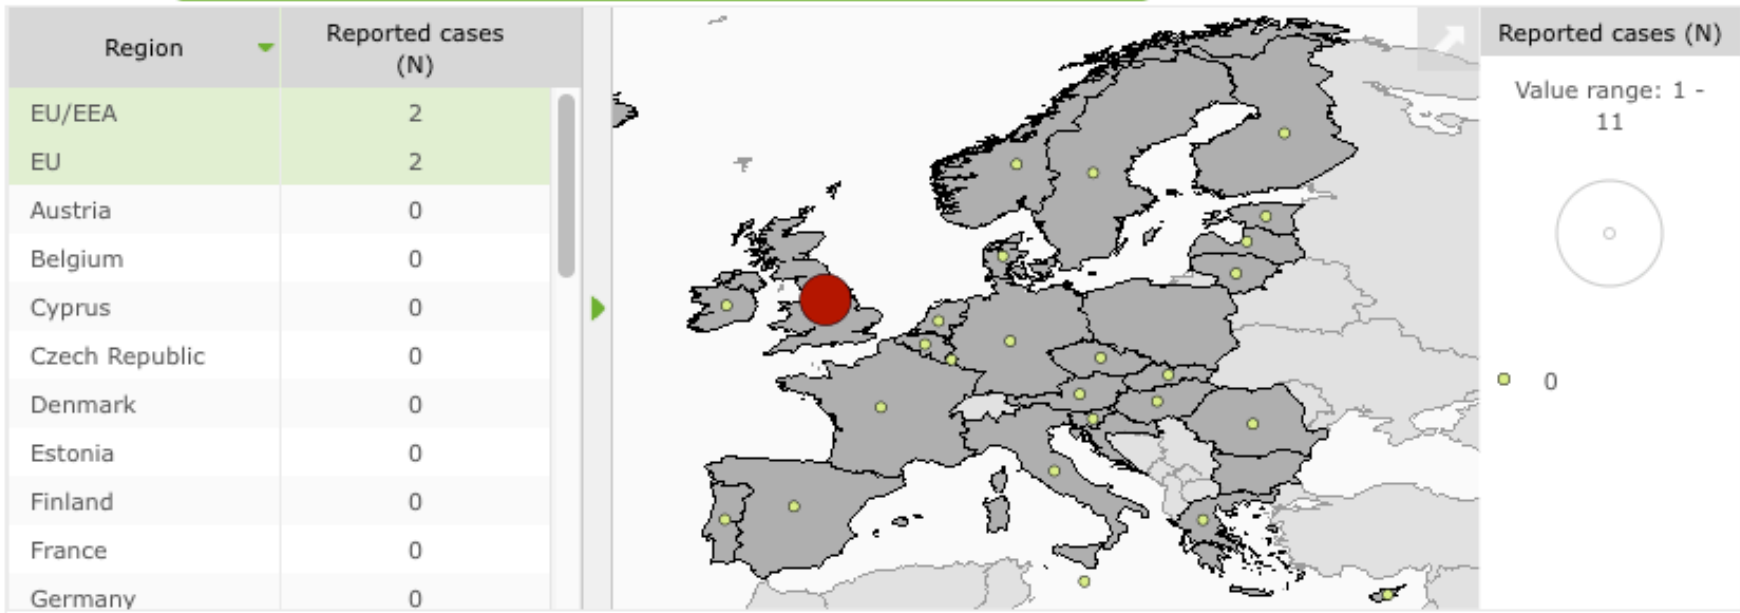 Region
Reported cases
(N)
EU/EEA 2
EU 2
Austria 0
Belgium 0
Cyprus 0
Czech Republic 0
Denmark 0
Estonia 0
Finland 0
France 0
Germany 0
Reported cases (N)
Value range: 1 -
11
0